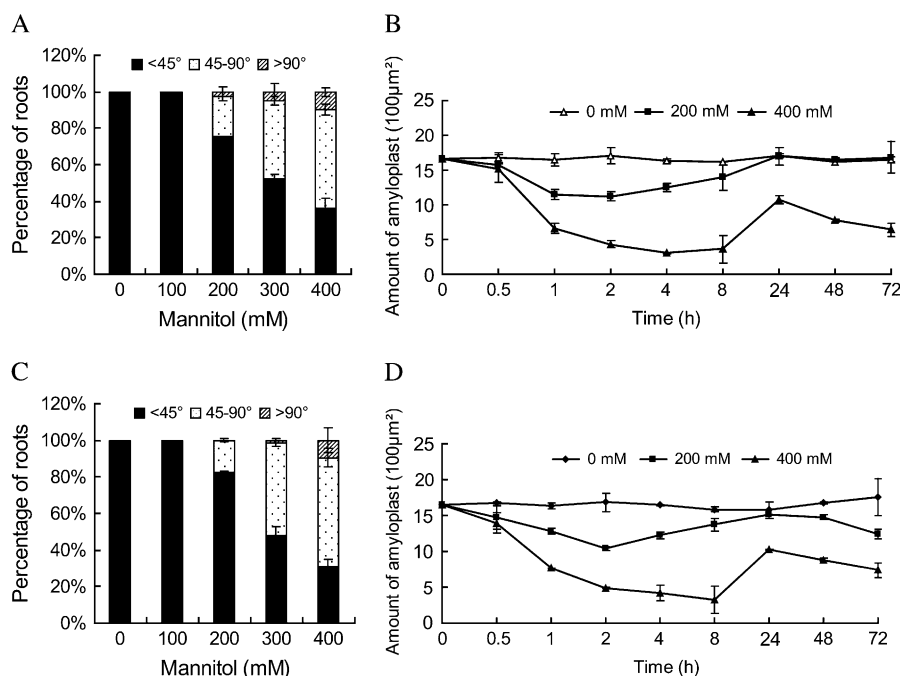 A
<45° 45-90° >90°
Percentage of roots
120%
100%
80%
60%
40%
20%
0%
0 100 200 300 400
Mannitol (mM)
B
0 mM 200 mM 400 mM
Amount of amyloplast (100µm²)
25
20
15
10
5
0
0 0.5 1 2 4 8 24 48 72
Time (h)
C
<45° 45-90° >90°
Percentage of roots
120%
100%
80%
60%
40%
20%
0%
0 100 200 300 400
Mannitol (mM)
D
0 mM 200 mM 400 mM
Amount of amyloplast (100µm²)
25
20
15
10
5
0
0 0.5 1 2 4 8 24 48 72
Time (h)